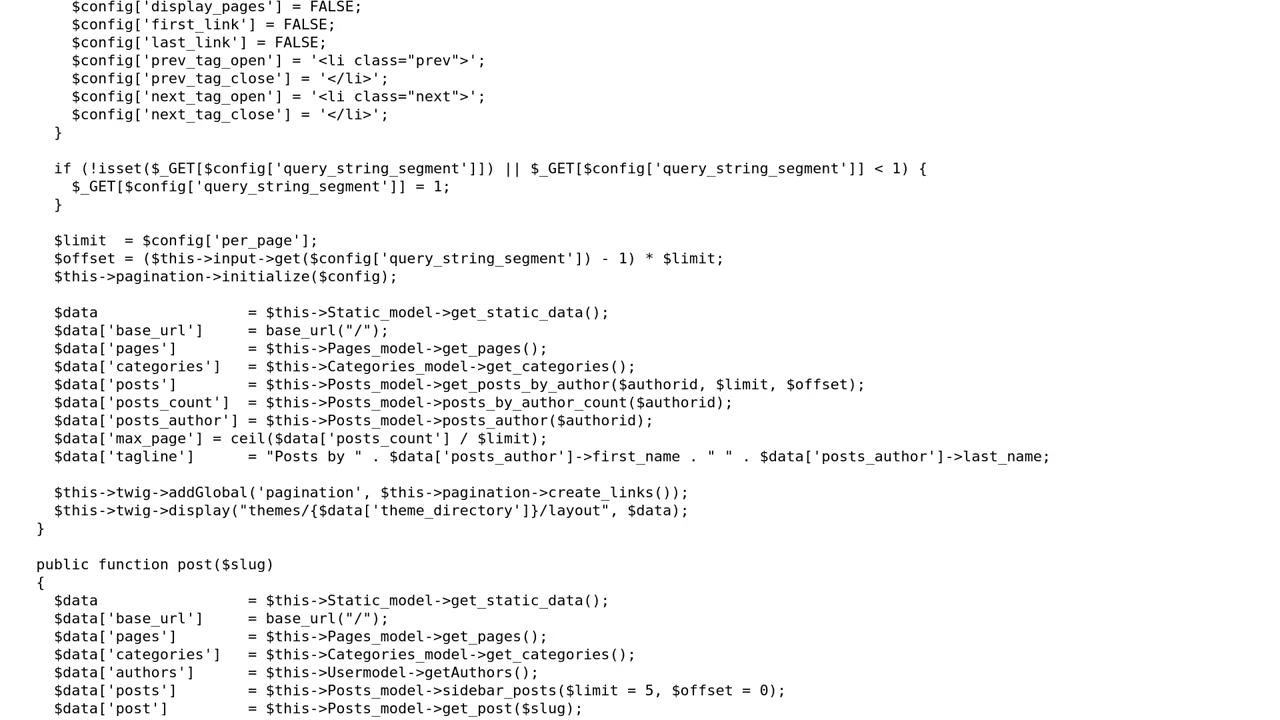 $config['display_pages'] = FALSE;
    $config['first_link'] = FALSE;
    $config['last_link'] = FALSE;
    $config['prev_tag_open'] = '<li class="prev">';
    $config['prev_tag_close'] = '</li>';
    $config['next_tag_open'] = '<li class="next">';
    $config['next_tag_close'] = '</li>';
  }

  if (!isset($_GET[$config['query_string_segment']]) || $_GET[$config['query_string_segment']] < 1) {
    $_GET[$config['query_string_segment']] = 1;
  }

  $limit  = $config['per_page'];
  $offset = ($this->input->get($config['query_string_segment']) - 1) * $limit;
  $this->pagination->initialize($config);

  $data                 = $this->Static_model->get_static_data();
  $data['base_url']     = base_url("/");
  $data['pages']        = $this->Pages_model->get_pages();
  $data['categories']   = $this->Categories_model->get_categories();
  $data['posts']        = $this->Posts_model->get_posts_by_author($authorid, $limit, $offset);
  $data['posts_count']  = $this->Posts_model->posts_by_author_count($authorid);
  $data['posts_author'] = $this->Posts_model->posts_author($authorid);
  $data['max_page'] = ceil($data['posts_count'] / $limit);
  $data['tagline']      = "Posts by " . $data['posts_author']->first_name . " " . $data['posts_author']->last_name;

  $this->twig->addGlobal('pagination', $this->pagination->create_links());
  $this->twig->display("themes/{$data['theme_directory']}/layout", $data);
}

public function post($slug)
{
  $data                 = $this->Static_model->get_static_data();
  $data['base_url']     = base_url("/");
  $data['pages']        = $this->Pages_model->get_pages();
  $data['categories']   = $this->Categories_model->get_categories();
  $data['authors']      = $this->Usermodel->getAuthors();
  $data['posts']        = $this->Posts_model->sidebar_posts($limit = 5, $offset = 0);
  $data['post']         = $this->Posts_model->get_post($slug);